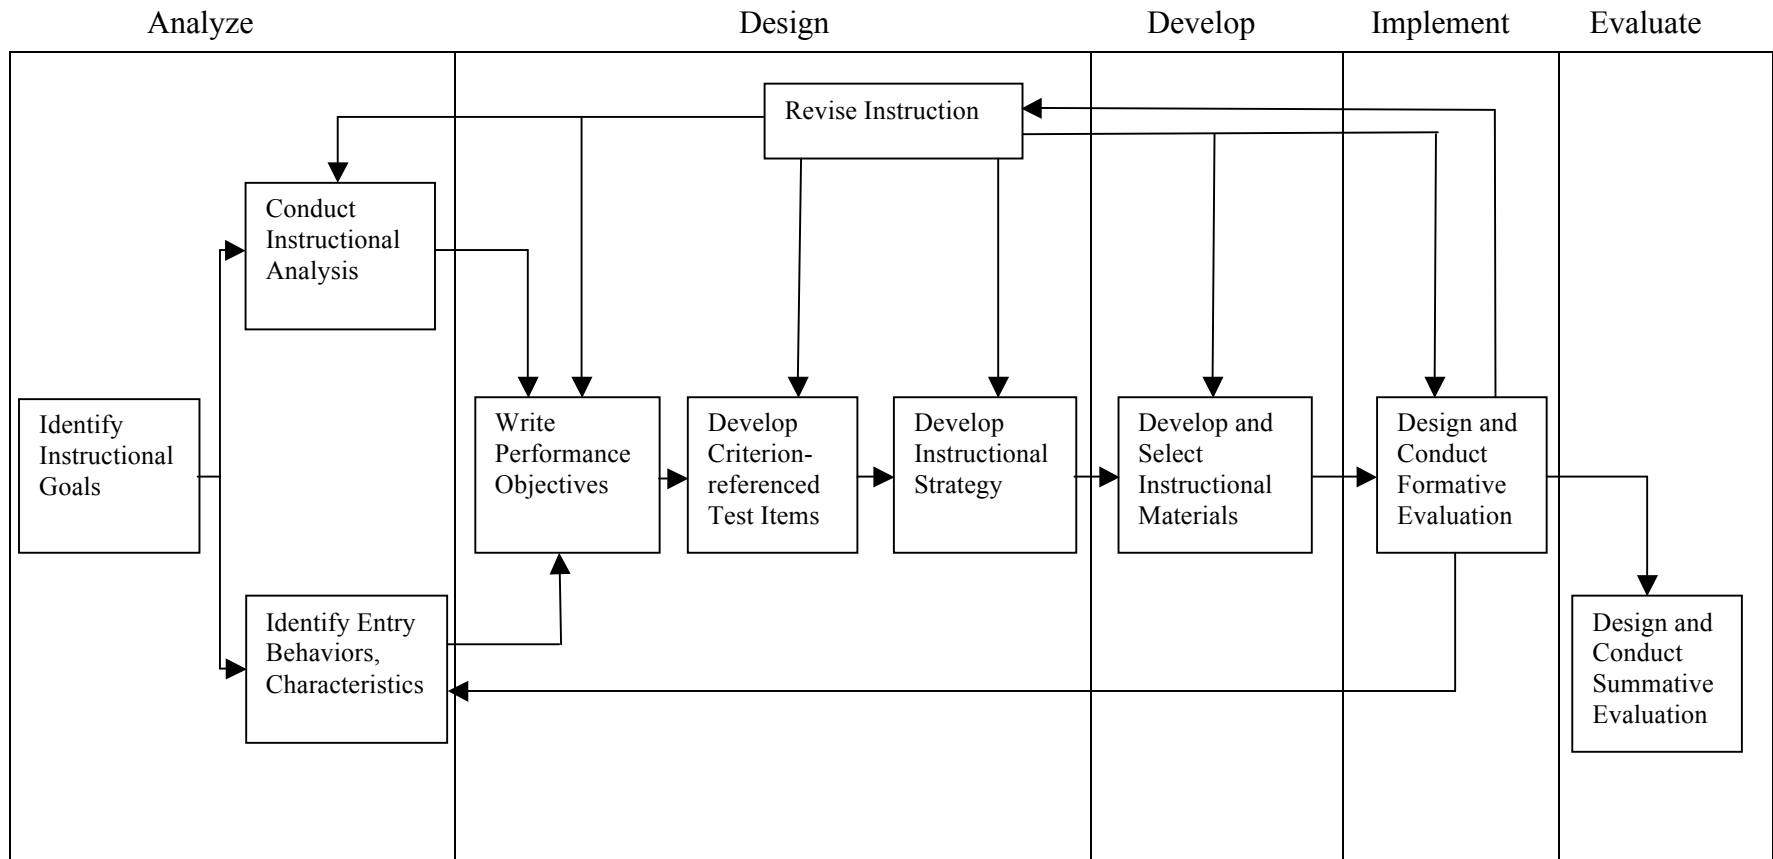 Analyze
Design
Develop
Implement
Evaluate
Revise Instruction
Conduct
Instructional
Analysis
Identify
Instructional
Goals
Write
Performance
Objectives
Develop
Criterion-
referenced
Test Items
Develop
Instructional
Strategy
Develop and
Select
Instructional
Materials
Design and
Conduct
Formative
Evaluation
Identify Entry
Behaviors,
Characteristics
Design and
Conduct
Summative
Evaluation